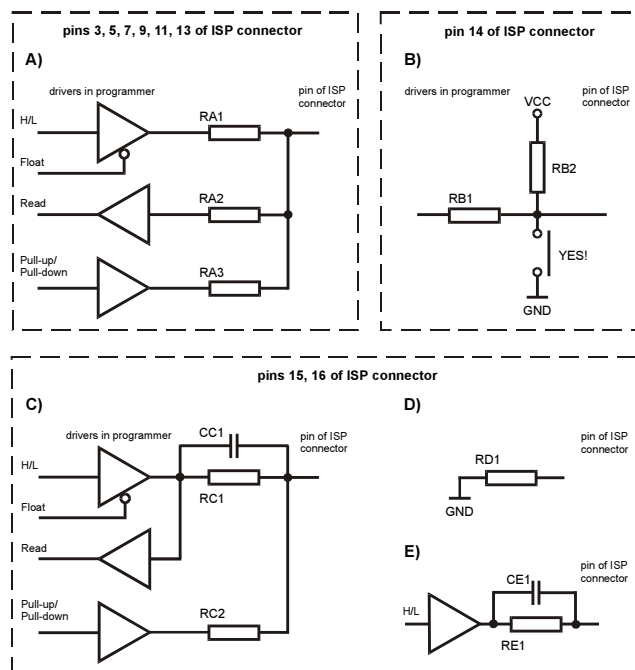 pins 3, 5, 7, 9, 11, 13 of ISP connector
A)
drivers in programmer
pin of ISP
connector
H/L
RA1
Float
Read
RA2
Pull-up/
Pull-down
RA3
pin 14 of ISP connector
B)
drivers in programmer
pin of ISP
connector
VCC
RB2
RB1
YES!
GND
pins 15, 16 of ISP connector
C)
drivers in programmer
CC1
pin of ISP
connector
H/L
RC1
Float
Read
Pull-up/
Pull-down
RC2
D)
pin of ISP
connector
RD1
GND
E)
pin of ISP
connector
CE1
H/L
RE1